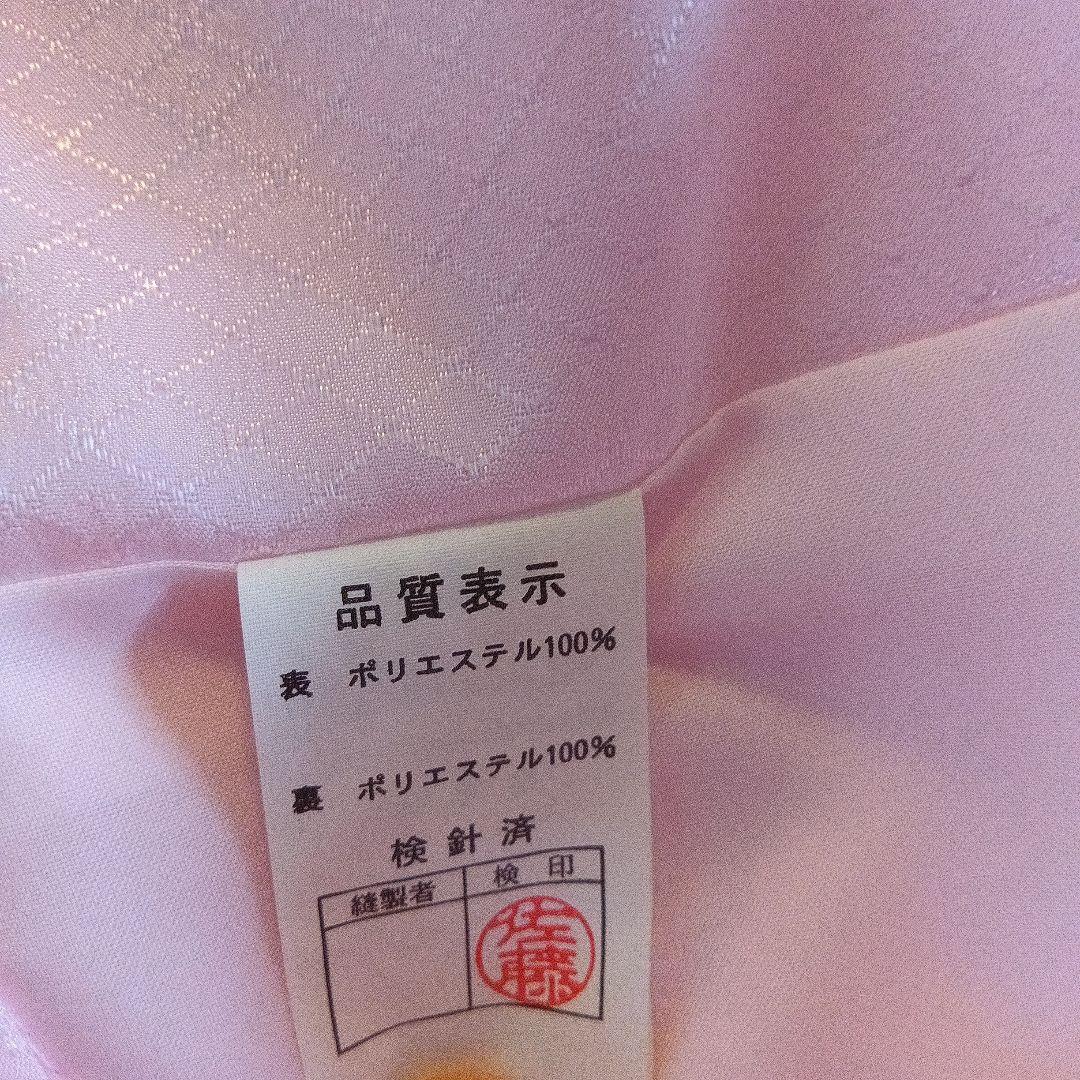 品質表示
表 ポリエステル100%
裏 ポリエステル100%
検針済
縫製者 検印
佐藤